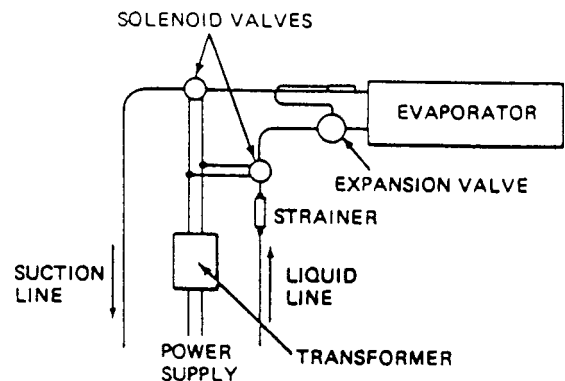 SOLENOID VALVES
EVAPORATOR
EXPANSION VALVE
STRAINER
SUCTION
LINE
LIQUID
LINE
POWER
SUPPLY
TRANSFORMER